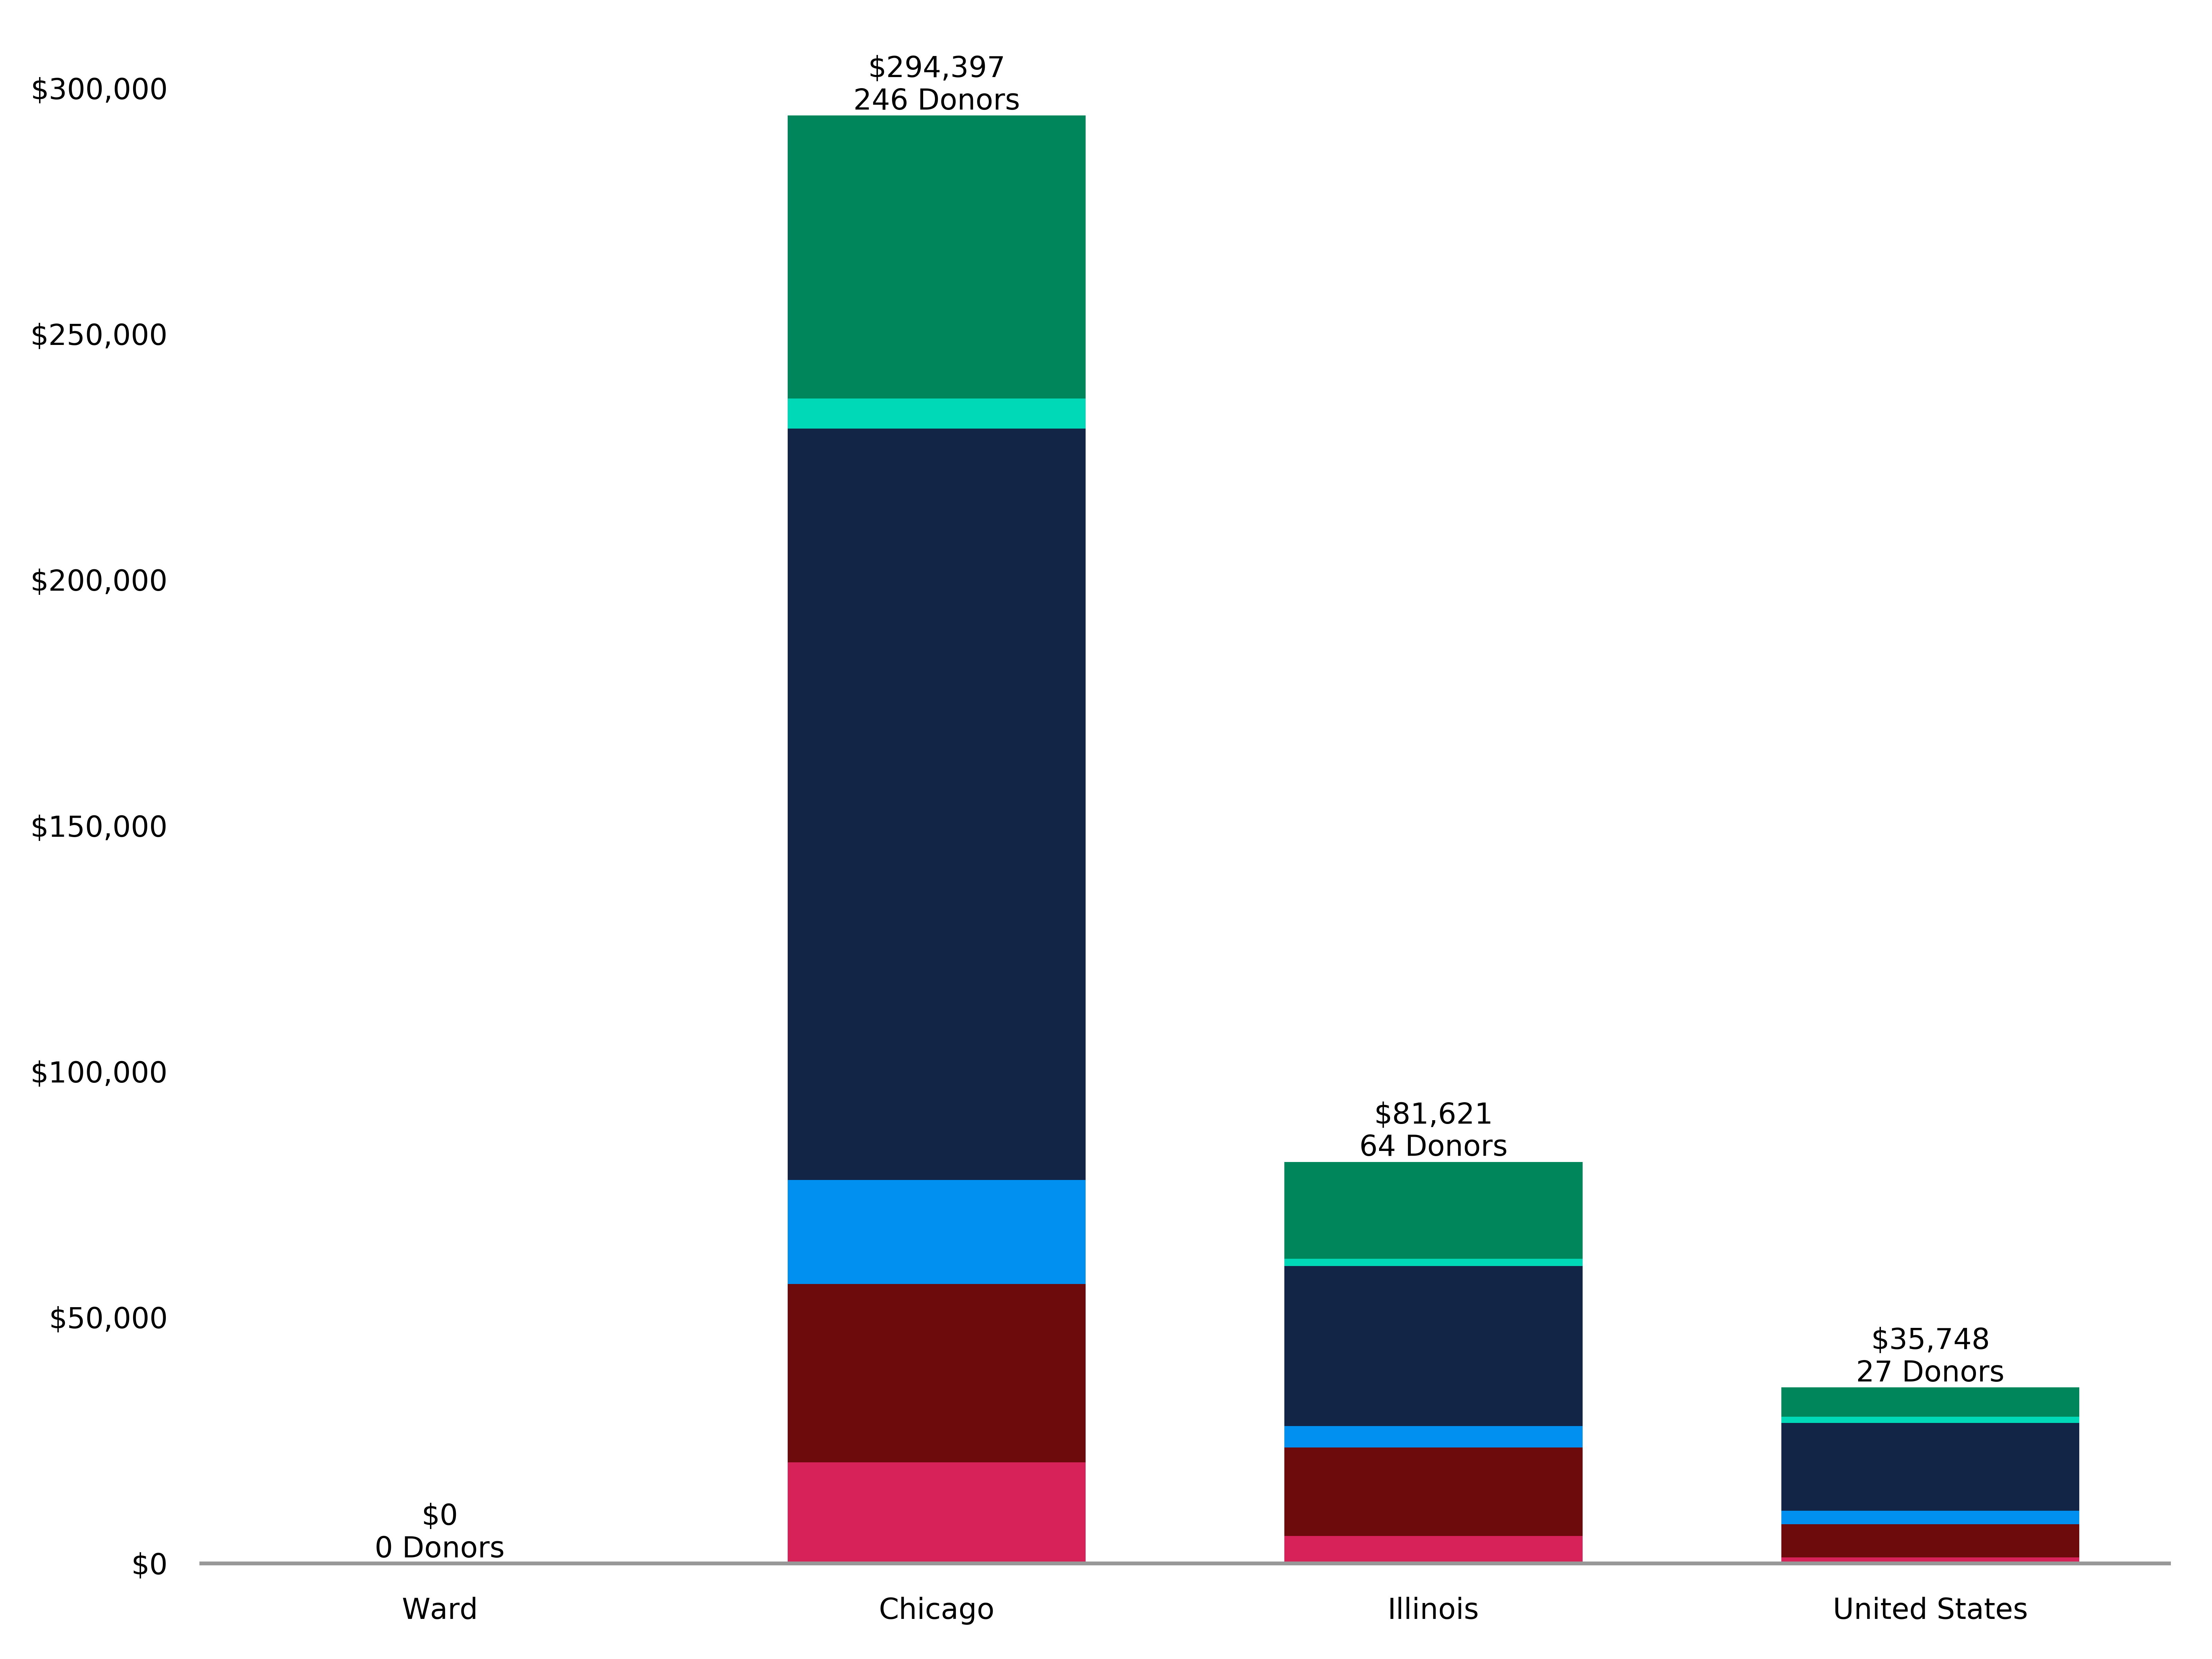 $294,397
246 Donors
$300,000
$250,000
$200,000
$150,000
$100,000
$81,621
64 Donors
$50,000
$35,748
27 Donors
$0
0 Donors
$0
Ward
Chicago
Illinois
United States